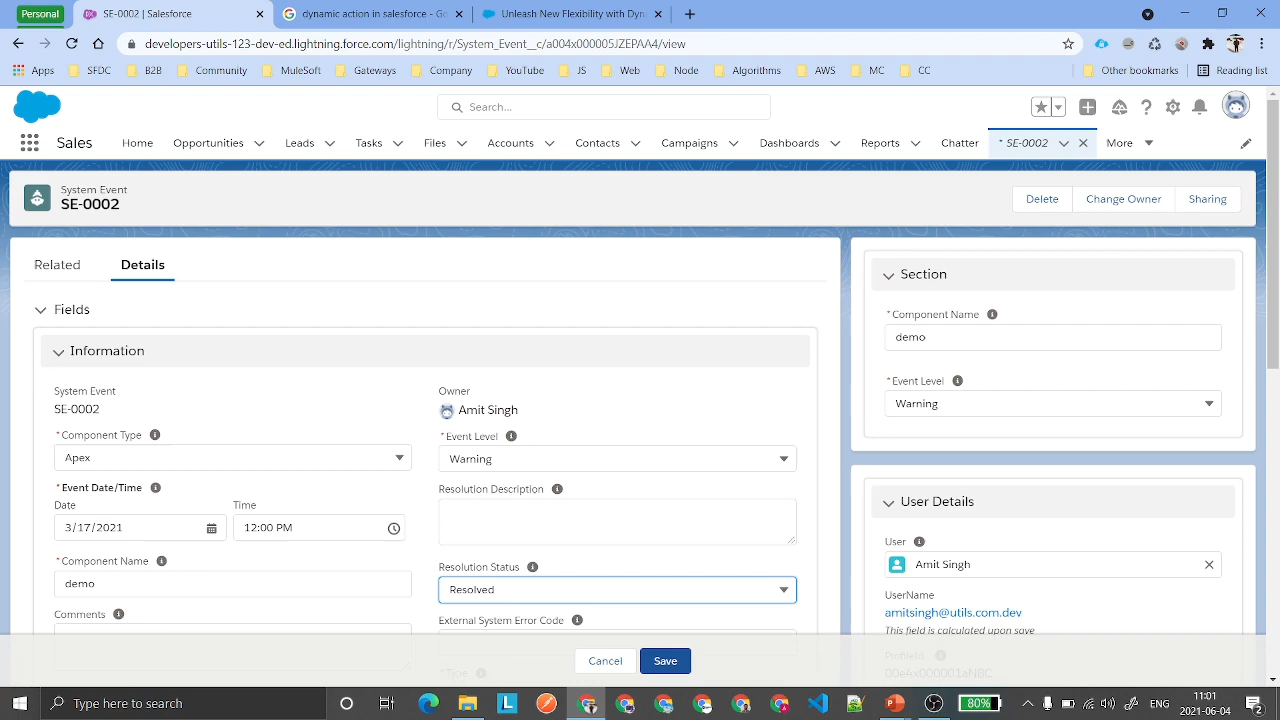 Personal SE-0002 | Salesforce Dynamic action in salesforce - Go Unleash New Flexibility with Dy
developers-utils-123-dev-ed.lightning.force.com/lightning/r/System_Event__c/a004x000005JZEPAA4/view
Apps SFDC B2B Community MuleSoft Gateways Company YouTube JS Web Node Algorithms AWS MC CC Other bookmarks Reading
Search...
Sales Home Opportunities Leads Tasks Files Accounts Contacts Campaigns Dashboards Reports Chatter * SE-0002 More
System Event
SE-0002
Delete Change Owner Sharing
Related Details
Fields
Information
System Event
SE-0002
*Component Type
Apex
*Event Date/Time
Date Time
3/17/2021 12:00 PM
*Component Name
demo
Comments
Owner
Amit Singh
*Event Level
Warning
Resolution Description
Resolution Status
Resolved
External System Error Code
*Type
Section
*Component Name
demo
*Event Level
Warning
User Details
User
Amit Singh
UserName
amitsingh@utils.com.dev
This field is calculated upon save
ProfileId
00e4x000001aNBC
Cancel Save
Type here to search
80%
11:01
2021-06-04